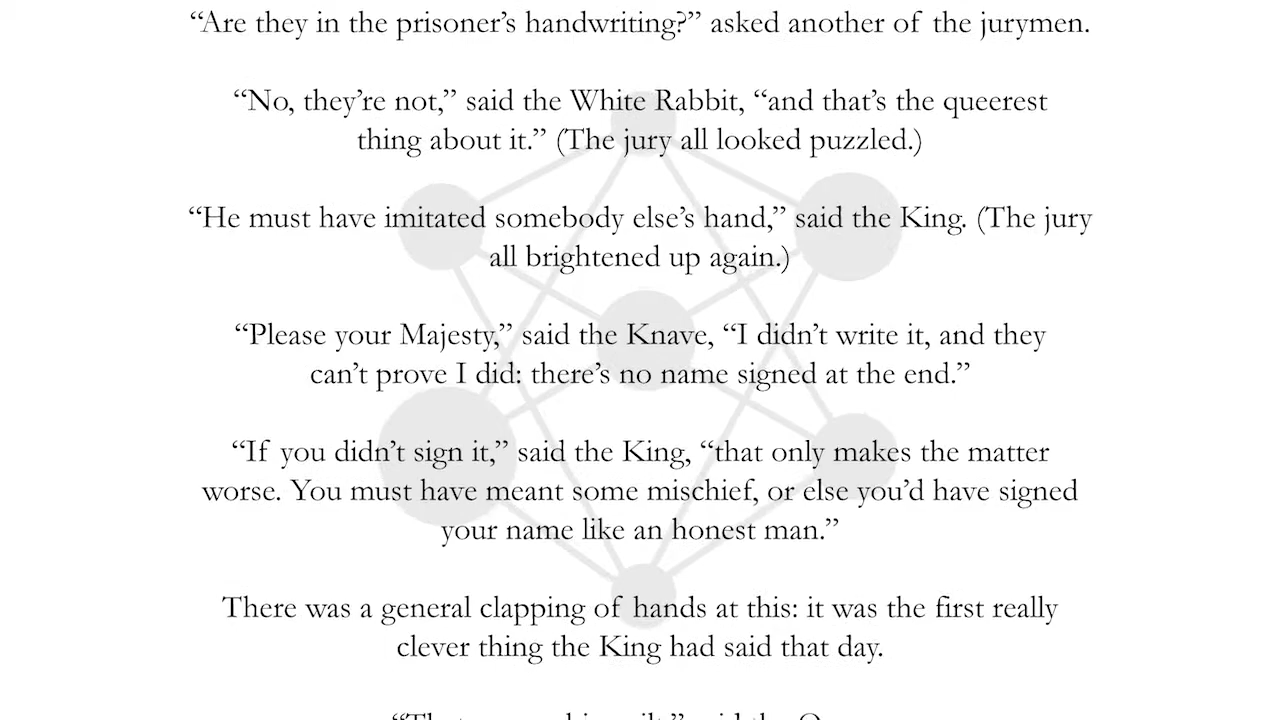 “Are they in the prisoner’s handwriting?” asked another of the jurymen.
“No, they’re not,” said the White Rabbit, “and that’s the queerest
thing about it.” (The jury all looked puzzled.)
“He must have imitated somebody else’s hand,” said the King. (The jury
all brightened up again.)
“Please your Majesty,” said the Knave, “I didn’t write it, and they
can’t prove I did: there’s no name signed at the end.”
“If you didn’t sign it,” said the King, “that only makes the matter
worse. You must have meant some mischief, or else you’d have signed
your name like an honest man.”
There was a general clapping of hands at this: it was the first really
clever thing the King had said that day.